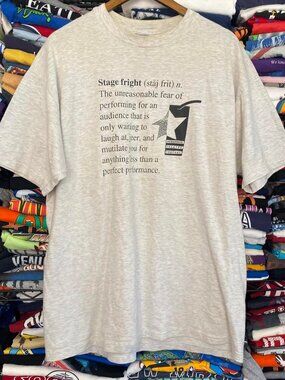 Stage fright (stāj frīt) n.
The unreasonable fear of
performing for an
audience that is
only waiting to
laugh at, jeer, and
mutilate you for
anything less than a
perfect performance.
VENU